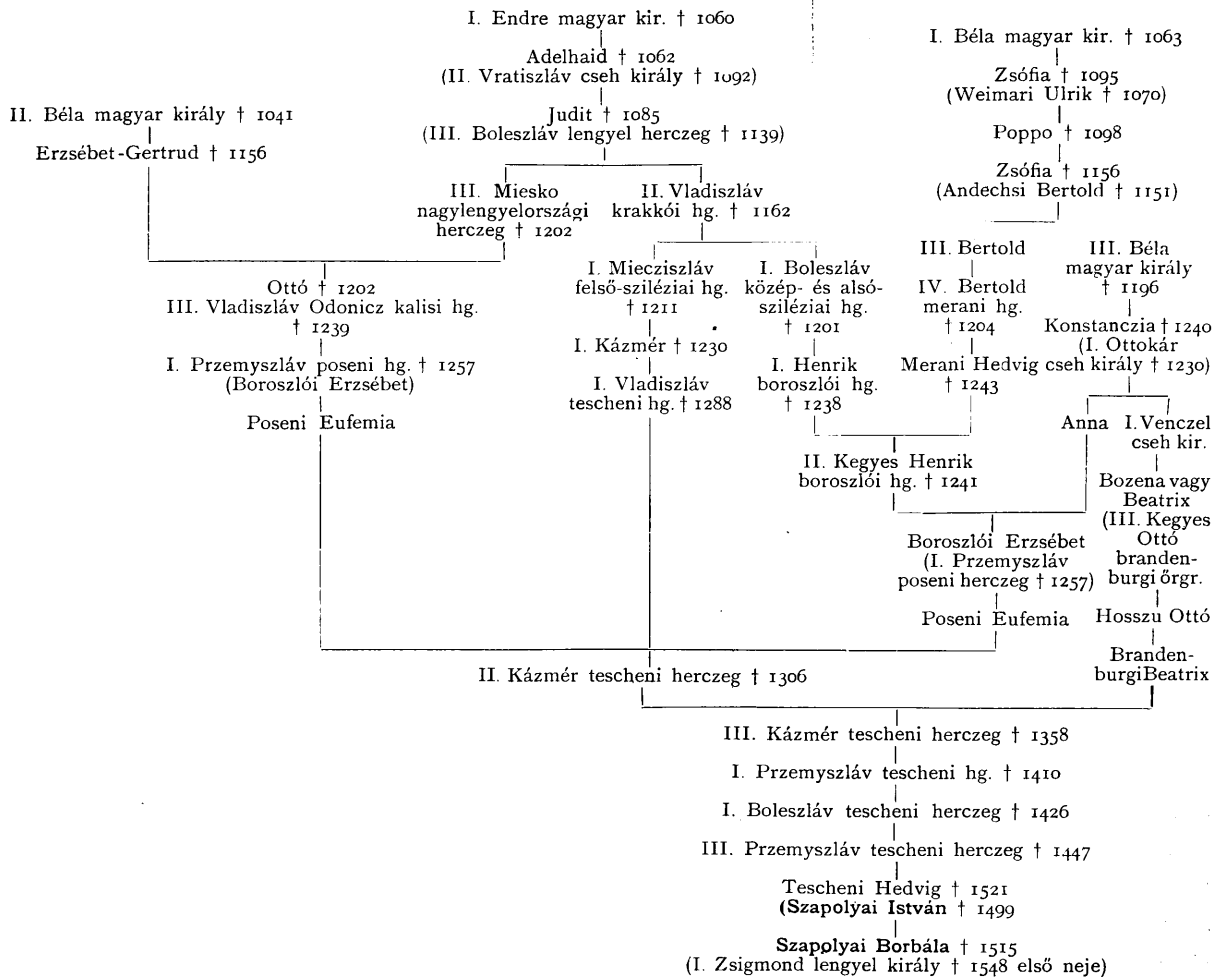 I. Endre magyar kir. † 1060
Adelhaid † 1062
(II. Vratiszláv cseh király † 1092)
Judit † 1085
(III. Boleszláv lengyel herczeg † 1139)
I. Béla magyar kir. † 1063
Zsófia † 1095
(Weimari Ulrik † 1070)
Poppo † 1098
Zsófia † 1156
(Andechsi Bertold † 1151)
II. Béla magyar király † 1041
Erzsébet-Gertrud † 1156
III. Miesko
nagylengyelországi
herczeg † 1202
II. Vladiszláv
krakkói hg. † 1162
Ottó † 1202
III. Vladiszláv Odonicz kalisi hg.
† 1239
I. Przemyszláv poseni hg. † 1257
(Boroszlói Erzsébet)
Poseni Eufemia
I. Miecziszláv
felső-sziléziai hg.
† 1211
I. Kázmér † 1230
I. Vladiszláv
tescheni hg. † 1288
I. Boleszláv
közép- és alsó-
sziléziai hg.
† 1201
I. Henrik
boroszlói hg.
† 1238
III. Bertold
IV. Bertold
merani hg.
† 1204
Merani Hedvig
† 1243
III. Béla
magyar király
† 1196
Konstanczia † 1240
(I. Ottokár
cseh király † 1230)
Anna
I. Venczel
cseh kir.
II. Kegyes Henrik
boroszlói hg. † 1241
Bozena vagy
Beatrix
(III. Kegyes
Ottó
branden-
burgi őrgr.
Boroszlói Erzsébet
(I. Przemyszláv
poseni herczeg † 1257)
Poseni Eufemia
Hosszu Ottó
Branden-
burgi Beatrix
II. Kázmér tescheni herczeg † 1306
III. Kázmér tescheni herczeg † 1358
I. Przemyszláv tescheni hg. † 1410
I. Boleszláv tescheni herczeg † 1426
III. Przemyszláv tescheni herczeg † 1447
Tescheni Hedvig † 1521
(Szapolyai István † 1499
Szapolyai Borbála † 1515
(I. Zsigmond lengyel király † 1548 első neje)